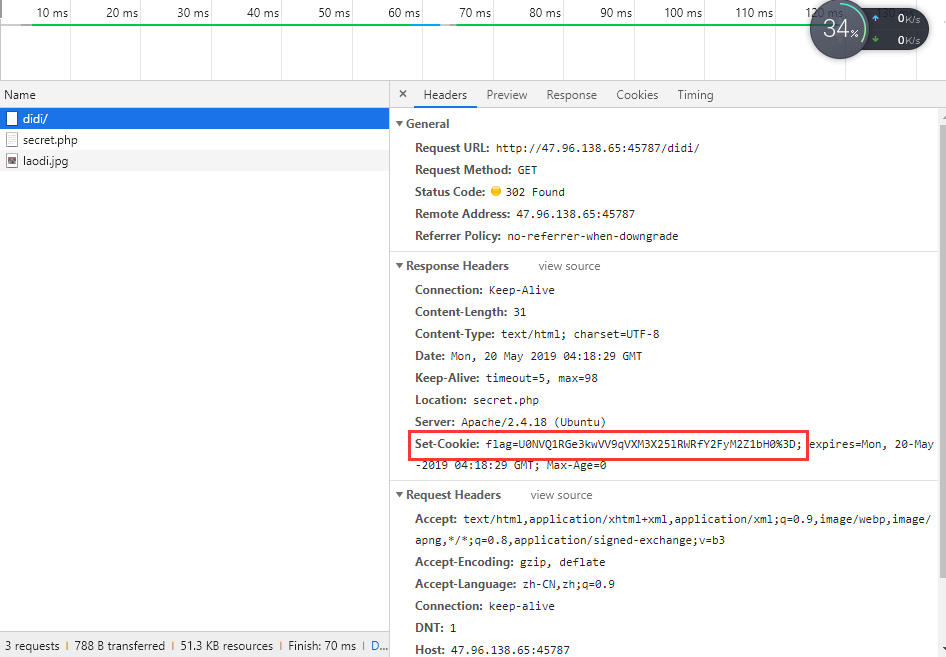 10 ms 20 ms 30 ms 40 ms 50 ms 60 ms 70 ms 80 ms 90 ms 100 ms 110 ms 120 ms 130 ms
34%
0K/s
0K/s
Name
× Headers Preview Response Cookies Timing
didi/
secret.php
laodi.jpg
General
Request URL: http://47.96.138.65:45787/didi/
Request Method: GET
Status Code: 302 Found
Remote Address: 47.96.138.65:45787
Referrer Policy: no-referrer-when-downgrade
Response Headers view source
Connection: Keep-Alive
Content-Length: 31
Content-Type: text/html; charset=UTF-8
Date: Mon, 20 May 2019 04:18:29 GMT
Keep-Alive: timeout=5, max=98
Location: secret.php
Server: Apache/2.4.18 (Ubuntu)
Set-Cookie: flag=U0NVQ1RGe3kwVV9qVXM3X25lRWRfY2FyM2Z1bH0%3D; expires=Mon, 20-May
-2019 04:18:29 GMT; Max-Age=0
Request Headers view source
Accept: text/html,application/xhtml+xml,application/xml;q=0.9,image/webp,image/
apng,*/*;q=0.8,application/signed-exchange;v=b3
Accept-Encoding: gzip, deflate
Accept-Language: zh-CN,zh;q=0.9
Connection: keep-alive
DNT: 1
Host: 47.96.138.65:45787
3 requests | 788 B transferred | 51.3 KB resources | Finish: 70 ms | D...